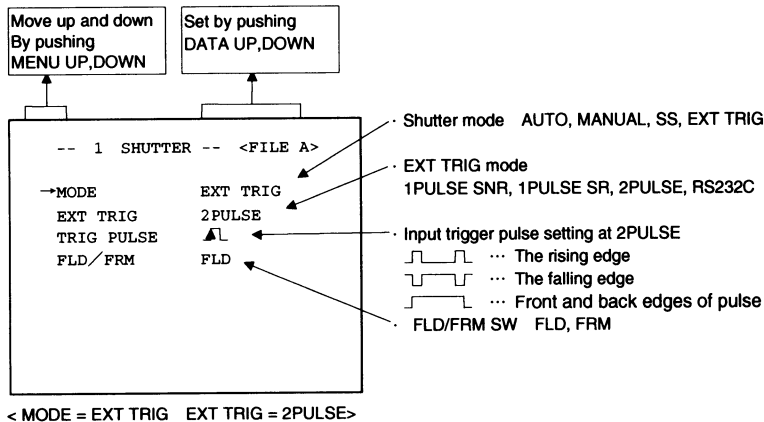 Move up and down
By pushing
MENU UP,DOWN
Set by pushing
DATA UP,DOWN
-- 1 SHUTTER -- <FILE A>
→MODE EXT TRIG
EXT TRIG 2PULSE
TRIG PULSE
FLD/FRM FLD
· Shutter mode AUTO, MANUAL, SS, EXT TRIG
· EXT TRIG mode
1PULSE SNR, 1PULSE SR, 2PULSE, RS232C
· Input trigger pulse setting at 2PULSE
··· The rising edge
··· The falling edge
··· Front and back edges of pulse
· FLD/FRM SW FLD, FRM
< MODE = EXT TRIG EXT TRIG = 2PULSE>